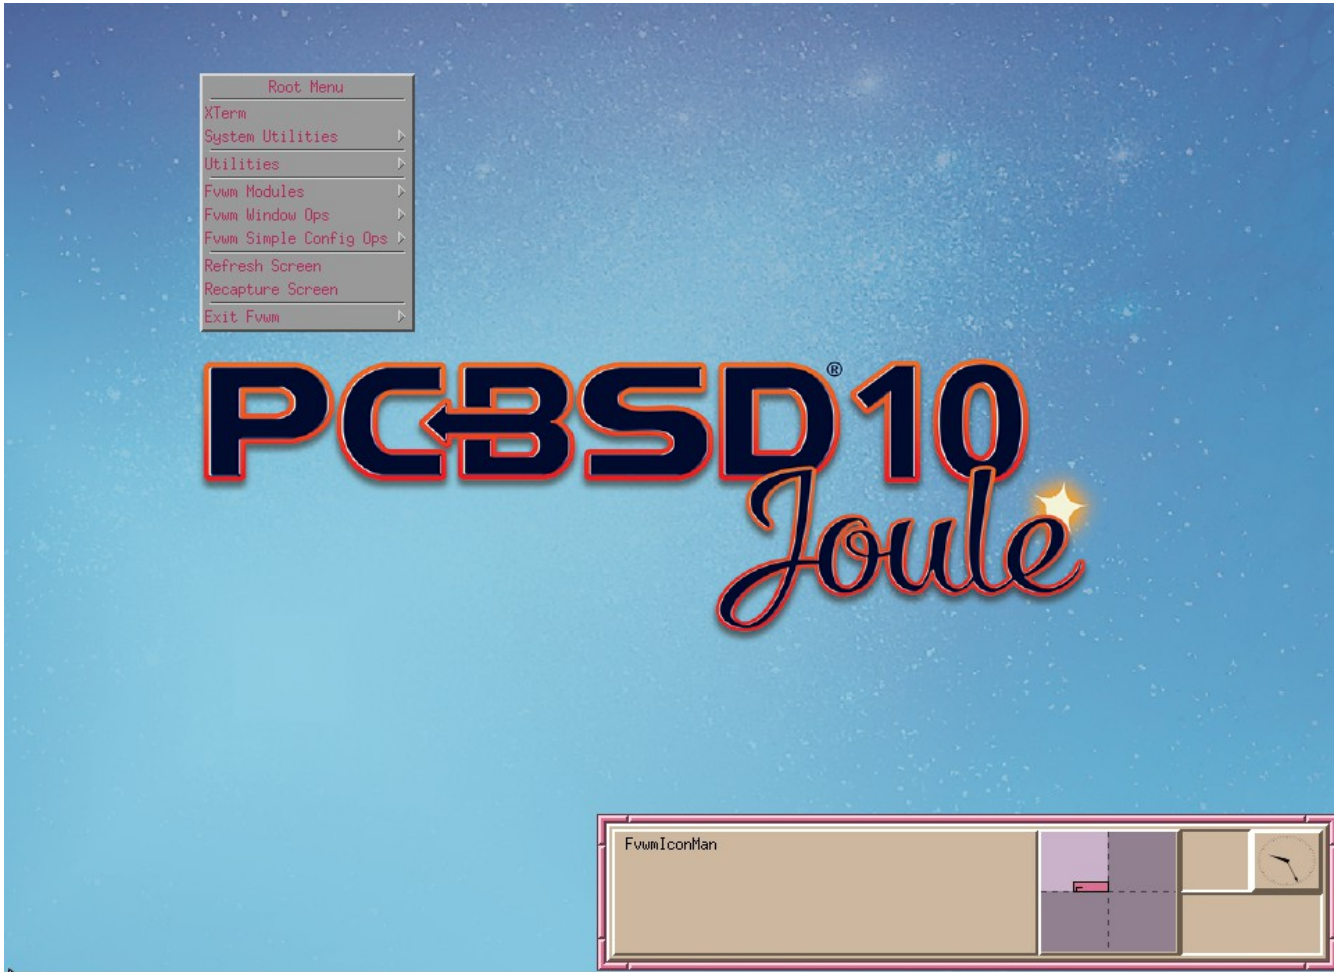 Root Menu
XTerm
System Utilities
Utilities
Fvwm Modules
Fvwm Window Ops
Fvwm Simple Config Ops
Refresh Screen
Recapture Screen
Exit Fvwm
PCBSD®10
Joule
FvwmIconMan